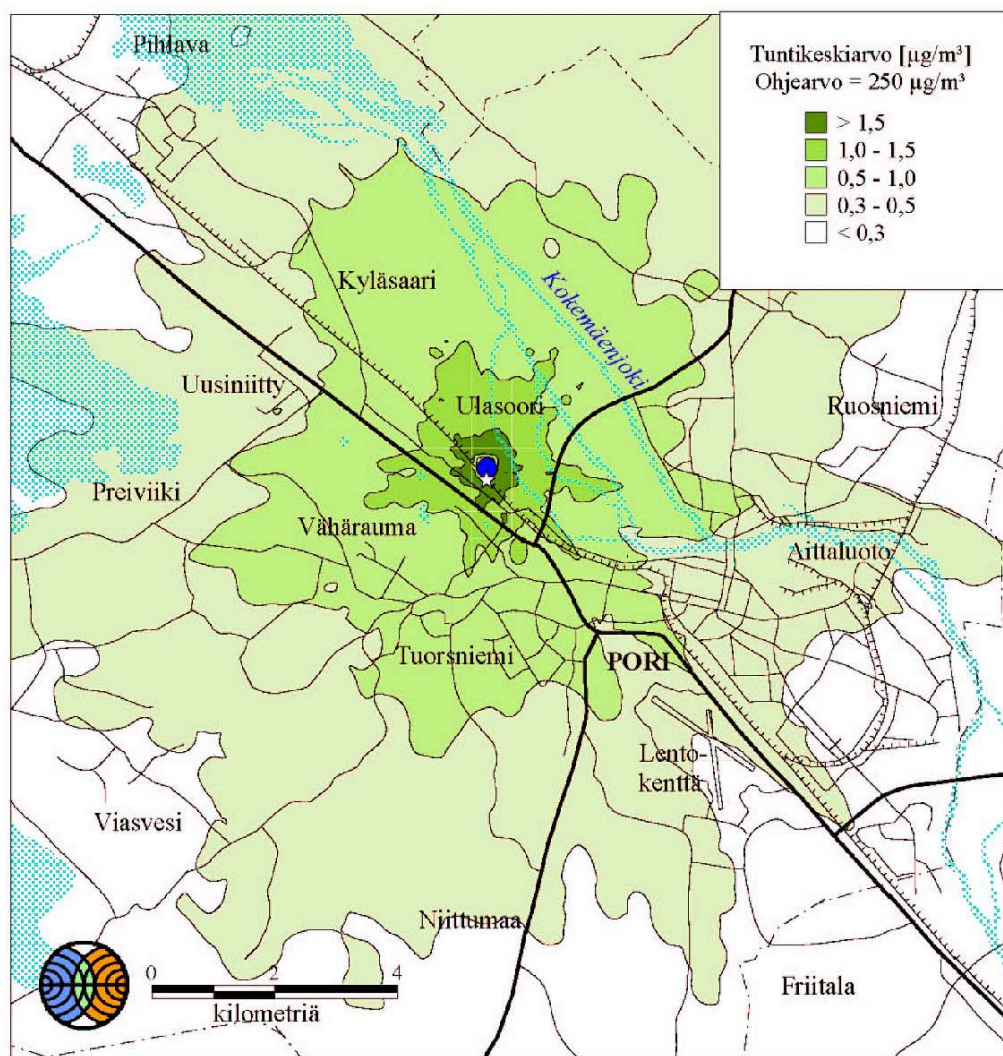 Pihlava
Tuntikeskiarvo [µg/m³]
Ohjearvo = 250 µg/m³
> 1,5
1,0 - 1,5
0,5 - 1,0
0,3 - 0,5
< 0,3
Kyläsaari
Kokemäenjoki
Uusiniitty
Ulasoori
Ruosniemi
Preiviiki
Vähärauma
Aittaluoto
Tuorsniemi
PORI
Lento-
kenttä
Viasvesi
Niittumaa
0 2 4
kilometriä
Friitala